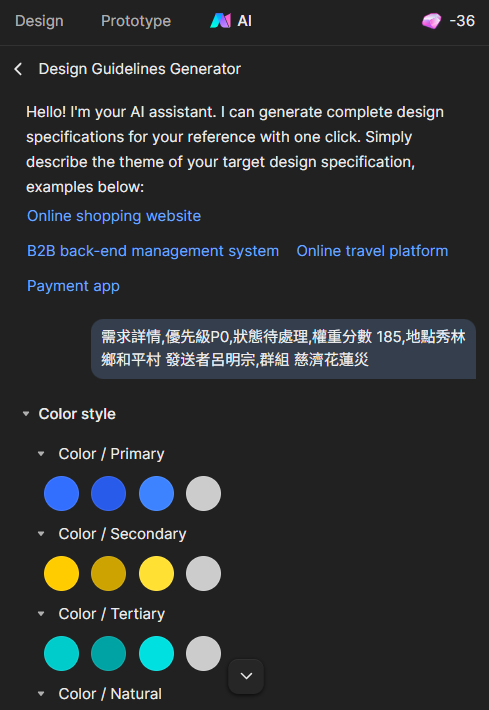 Design Prototype AI -36
Design Guidelines Generator
Hello! I'm your AI assistant. I can generate complete design
specifications for your reference with one click. Simply
describe the theme of your target design specification,
examples below:
Online shopping website
B2B back-end management system Online travel platform
Payment app
需求詳情,優先級P0,狀態待處理,權重分數 185,地點秀林
鄉和平村 發送者呂明宗,群組 慈濟花蓮災
Color style
Color / Primary
Color / Secondary
Color / Tertiary
Color / Natural